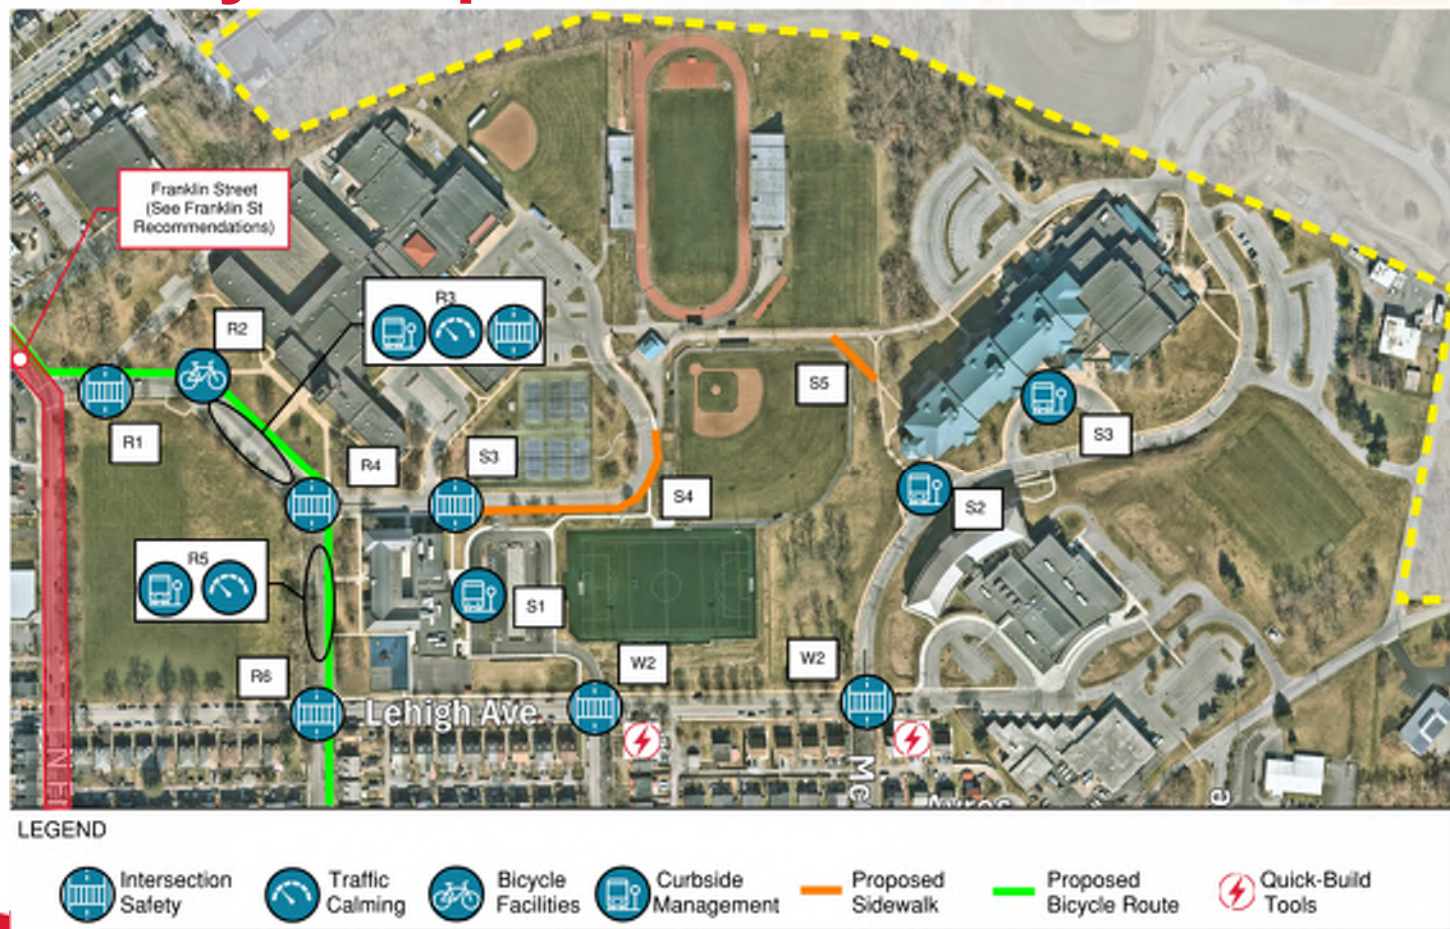 Franklin Street
(See Franklin St
Recommendations)
R2
R3
R1
R4
S3
S5
S3
S4
S2
R5
S1
W2
W2
R6
Lehigh Ave
Mc
Ayres
a
LEGEND
Intersection
Safety
Traffic
Calming
Bicycle
Facilities
Curbside
Management
Proposed
Sidewalk
Proposed
Bicycle Route
Quick-Build
Tools